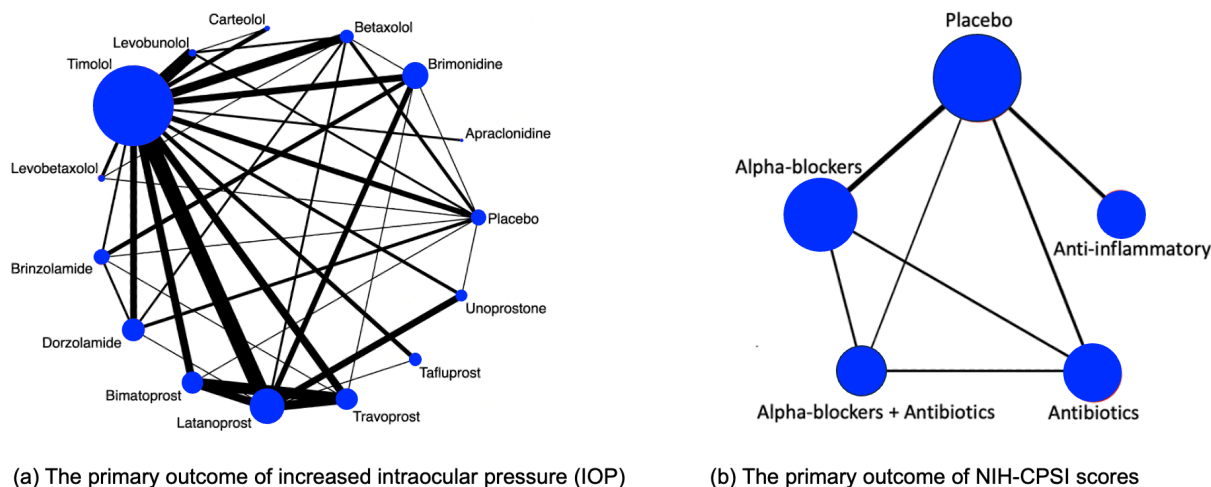 Carteolol
Betaxolol
Levobunolol
Brimonidine
Timolol
Apraclonidine
Levobetaxolol
Placebo
Brinzolamide
Unoprostone
Dorzolamide
Tafluprost
Bimatoprost
Travoprost
Latanoprost
(a) The primary outcome of increased intraocular pressure (IOP)
Placebo
Alpha-blockers
Anti-inflammatory
Alpha-blockers + Antibiotics
Antibiotics
(b) The primary outcome of NIH-CPSI scores